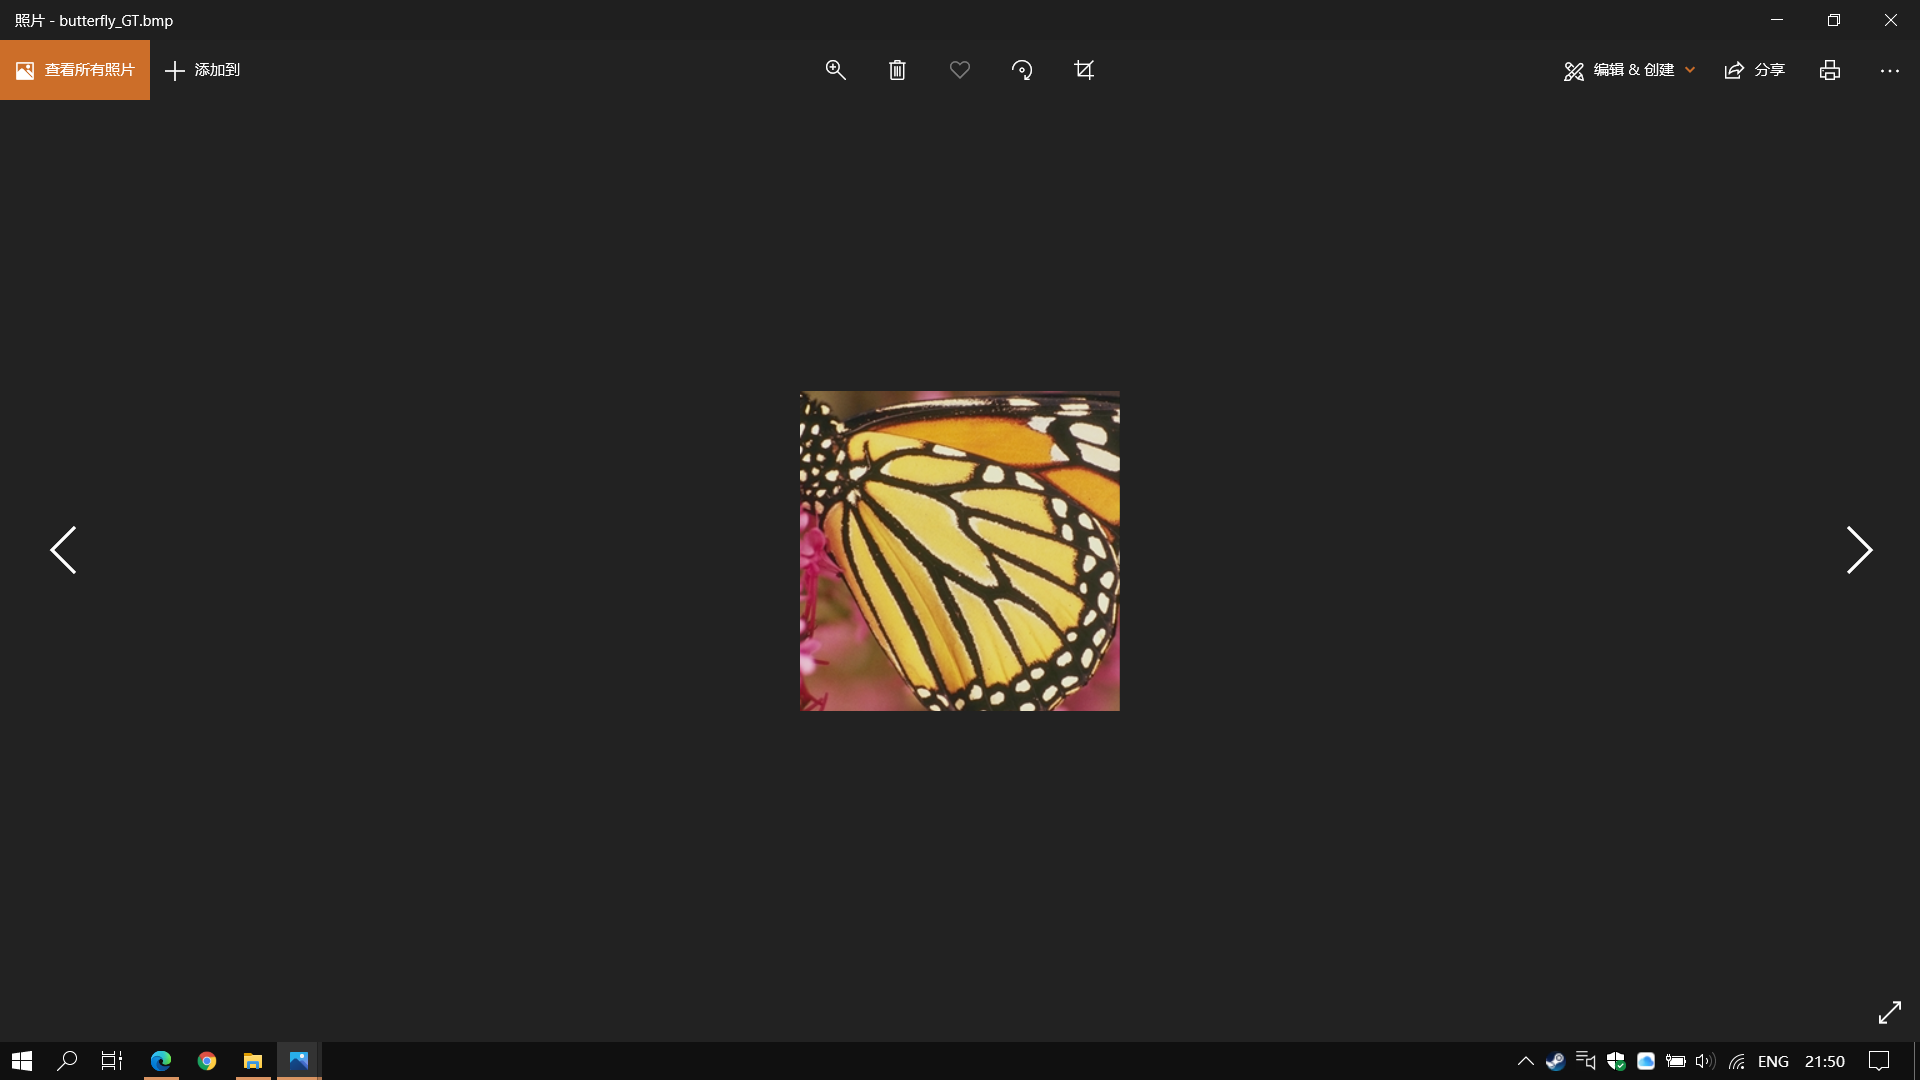 照片 - butterfly_GT.bmp
查看所有照片
添加到
编辑 & 创建
分享
ENG
21:50